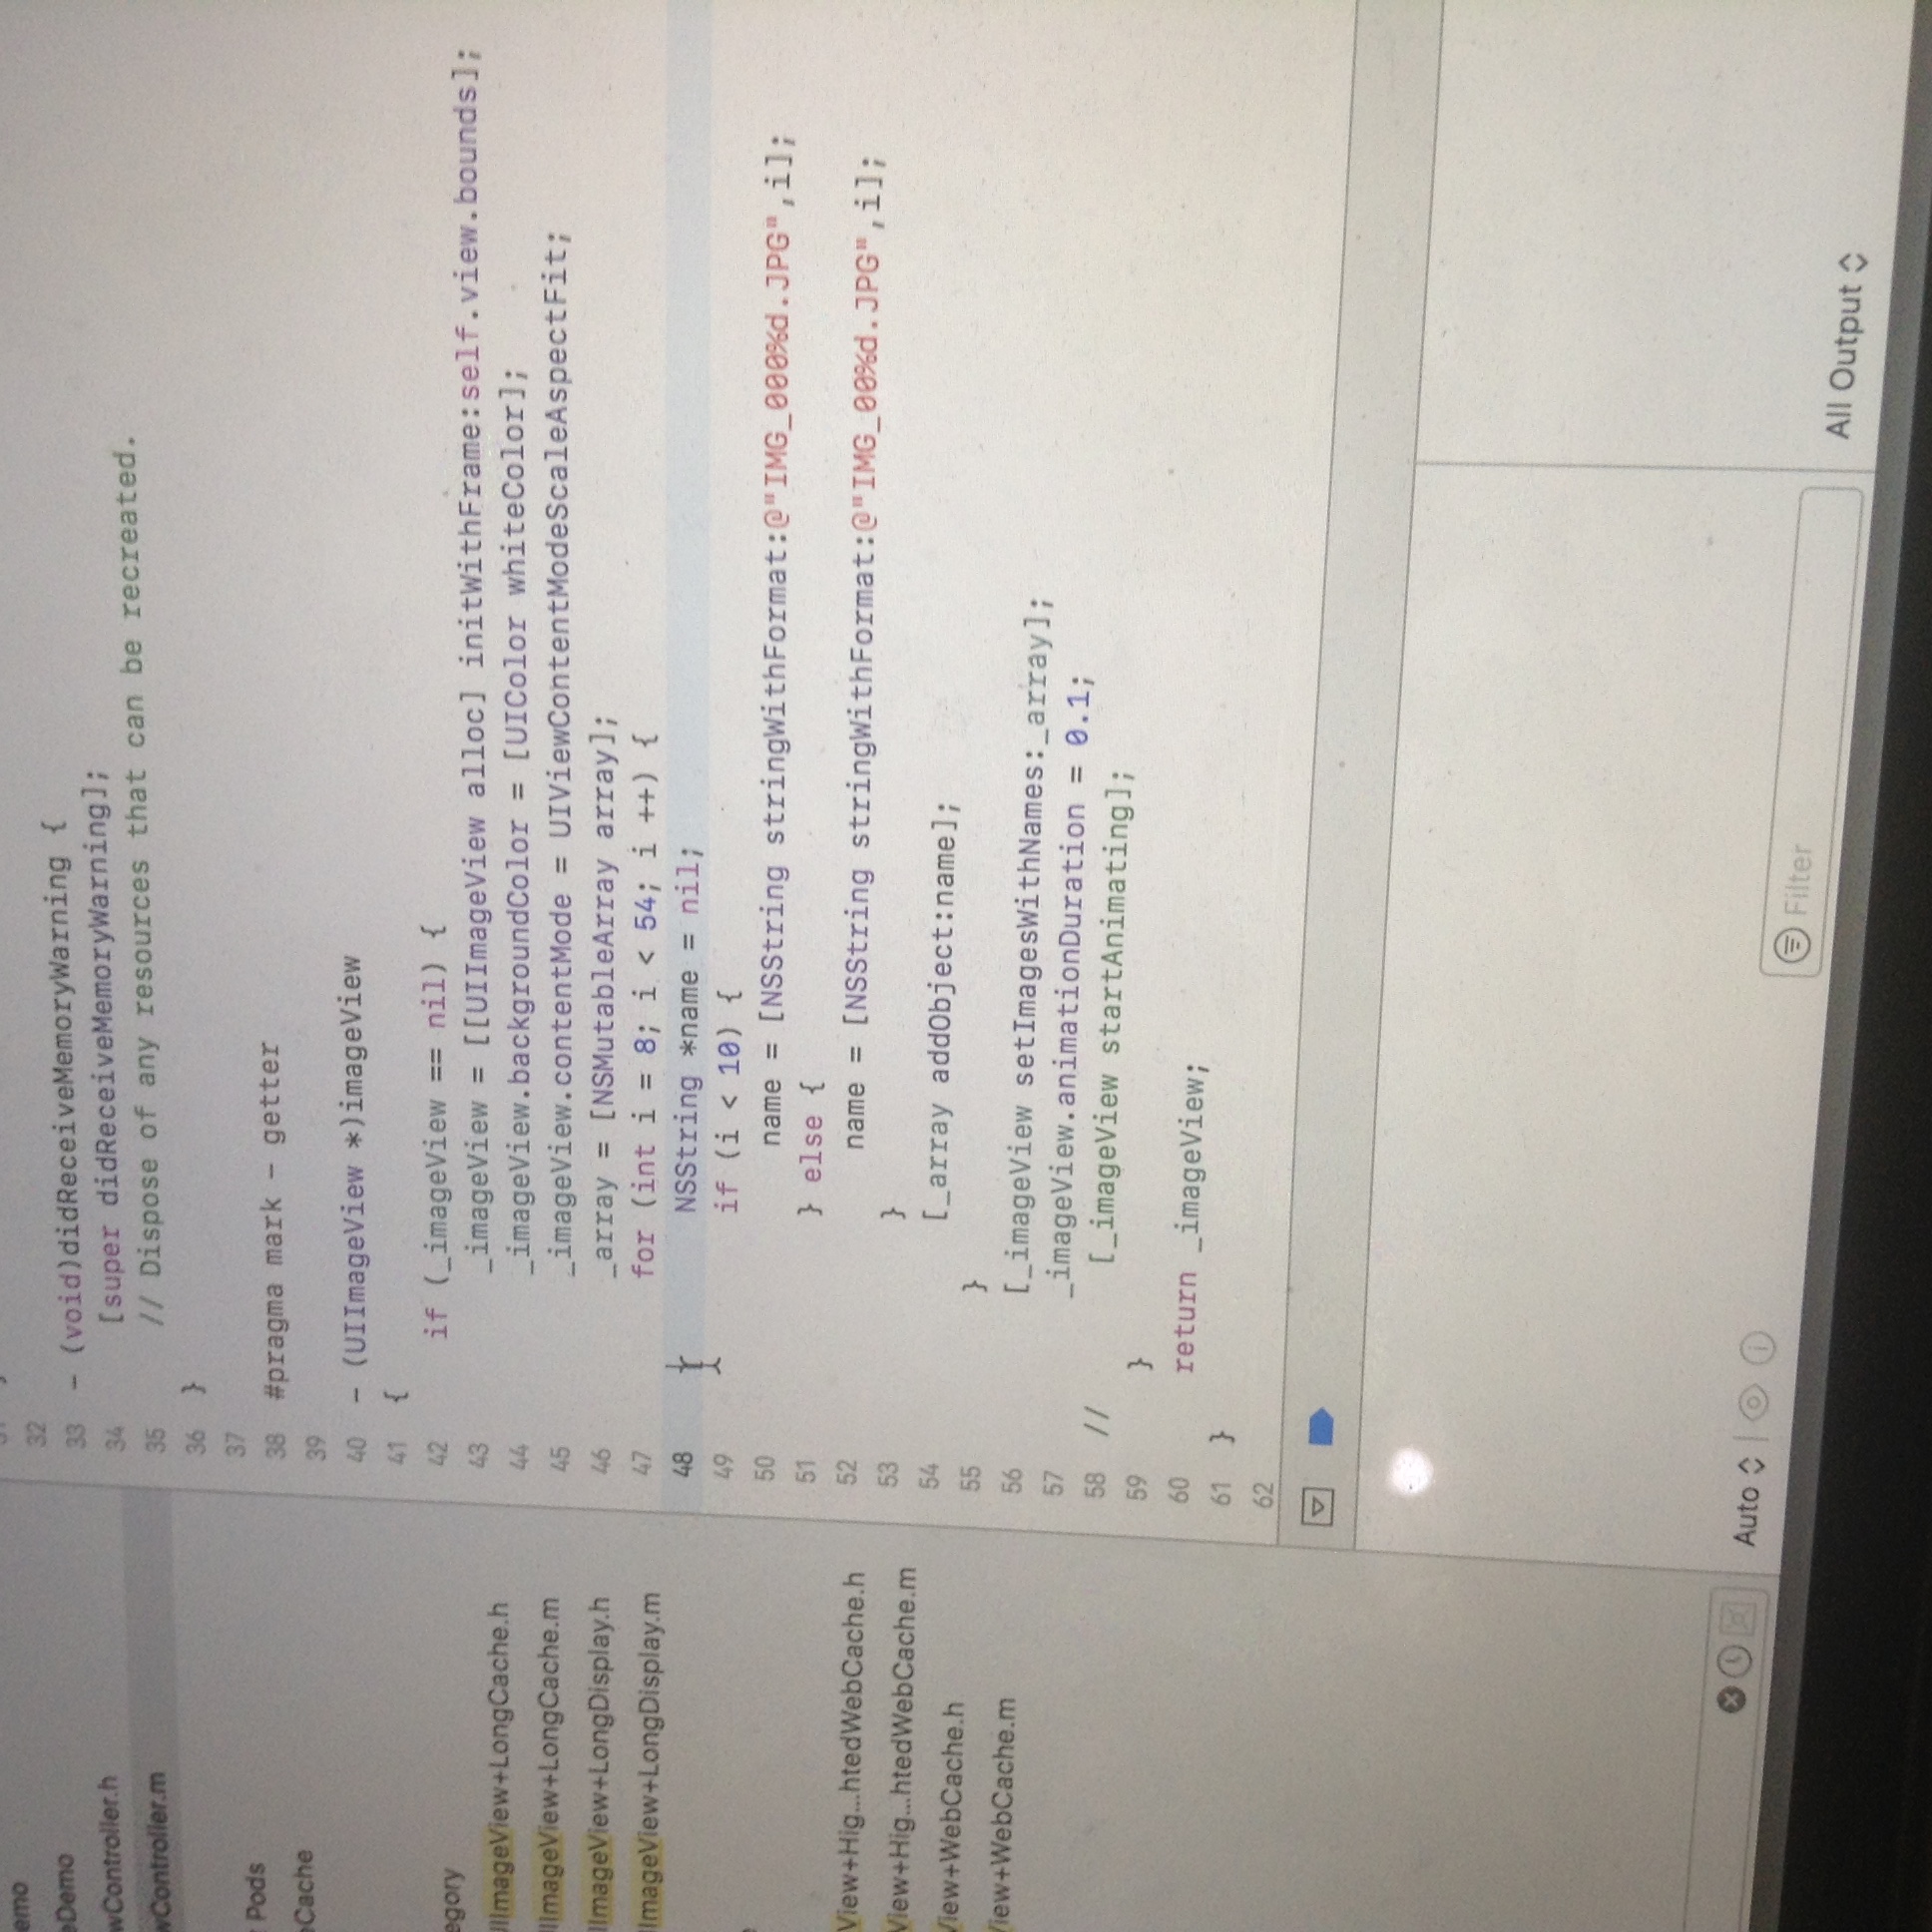 emo
eDemo
wController.h
wController.m
Pods
eCache
egory
UIImageView+LongCache.h
UIImageView+LongCache.m
UIImageView+LongDisplay.h
UIImageView+LongDisplay.m
View+Hig...htedWebCache.h
View+Hig...htedWebCache.m
View+WebCache.h
View+WebCache.m
32
33 - (void)didReceiveMemoryWarning {
34 [super didReceiveMemoryWarning];
35 // Dispose of any resources that can be recreated.
36 }
37
38 #pragma mark - getter
39
40 - (UIImageView *)imageView
41 {
42 if (_imageView == nil) {
43 _imageView = [[UIImageView alloc] initWithFrame:self.view.bounds];
44 _imageView.backgroundColor = [UIColor whiteColor];
45 _imageView.contentMode = UIViewContentModeScaleAspectFit;
46 _array = [NSMutableArray array];
47 for (int i = 8; i < 54; i ++) {
48 NSString *name = nil;
49 if (i < 10) {
50 name = [NSString stringWithFormat:@"IMG_000%d.JPG",i];
51 } else {
52 name = [NSString stringWithFormat:@"IMG_00%d.JPG",i];
53 }
54 [_array addObject:name];
55 }
56 [_imageView setImagesWithNames:_array];
57 _imageView.animationDuration = 0.1;
58 // [_imageView startAnimating];
59 }
60 return _imageView;
61 }
62
Auto
Filter
All Output